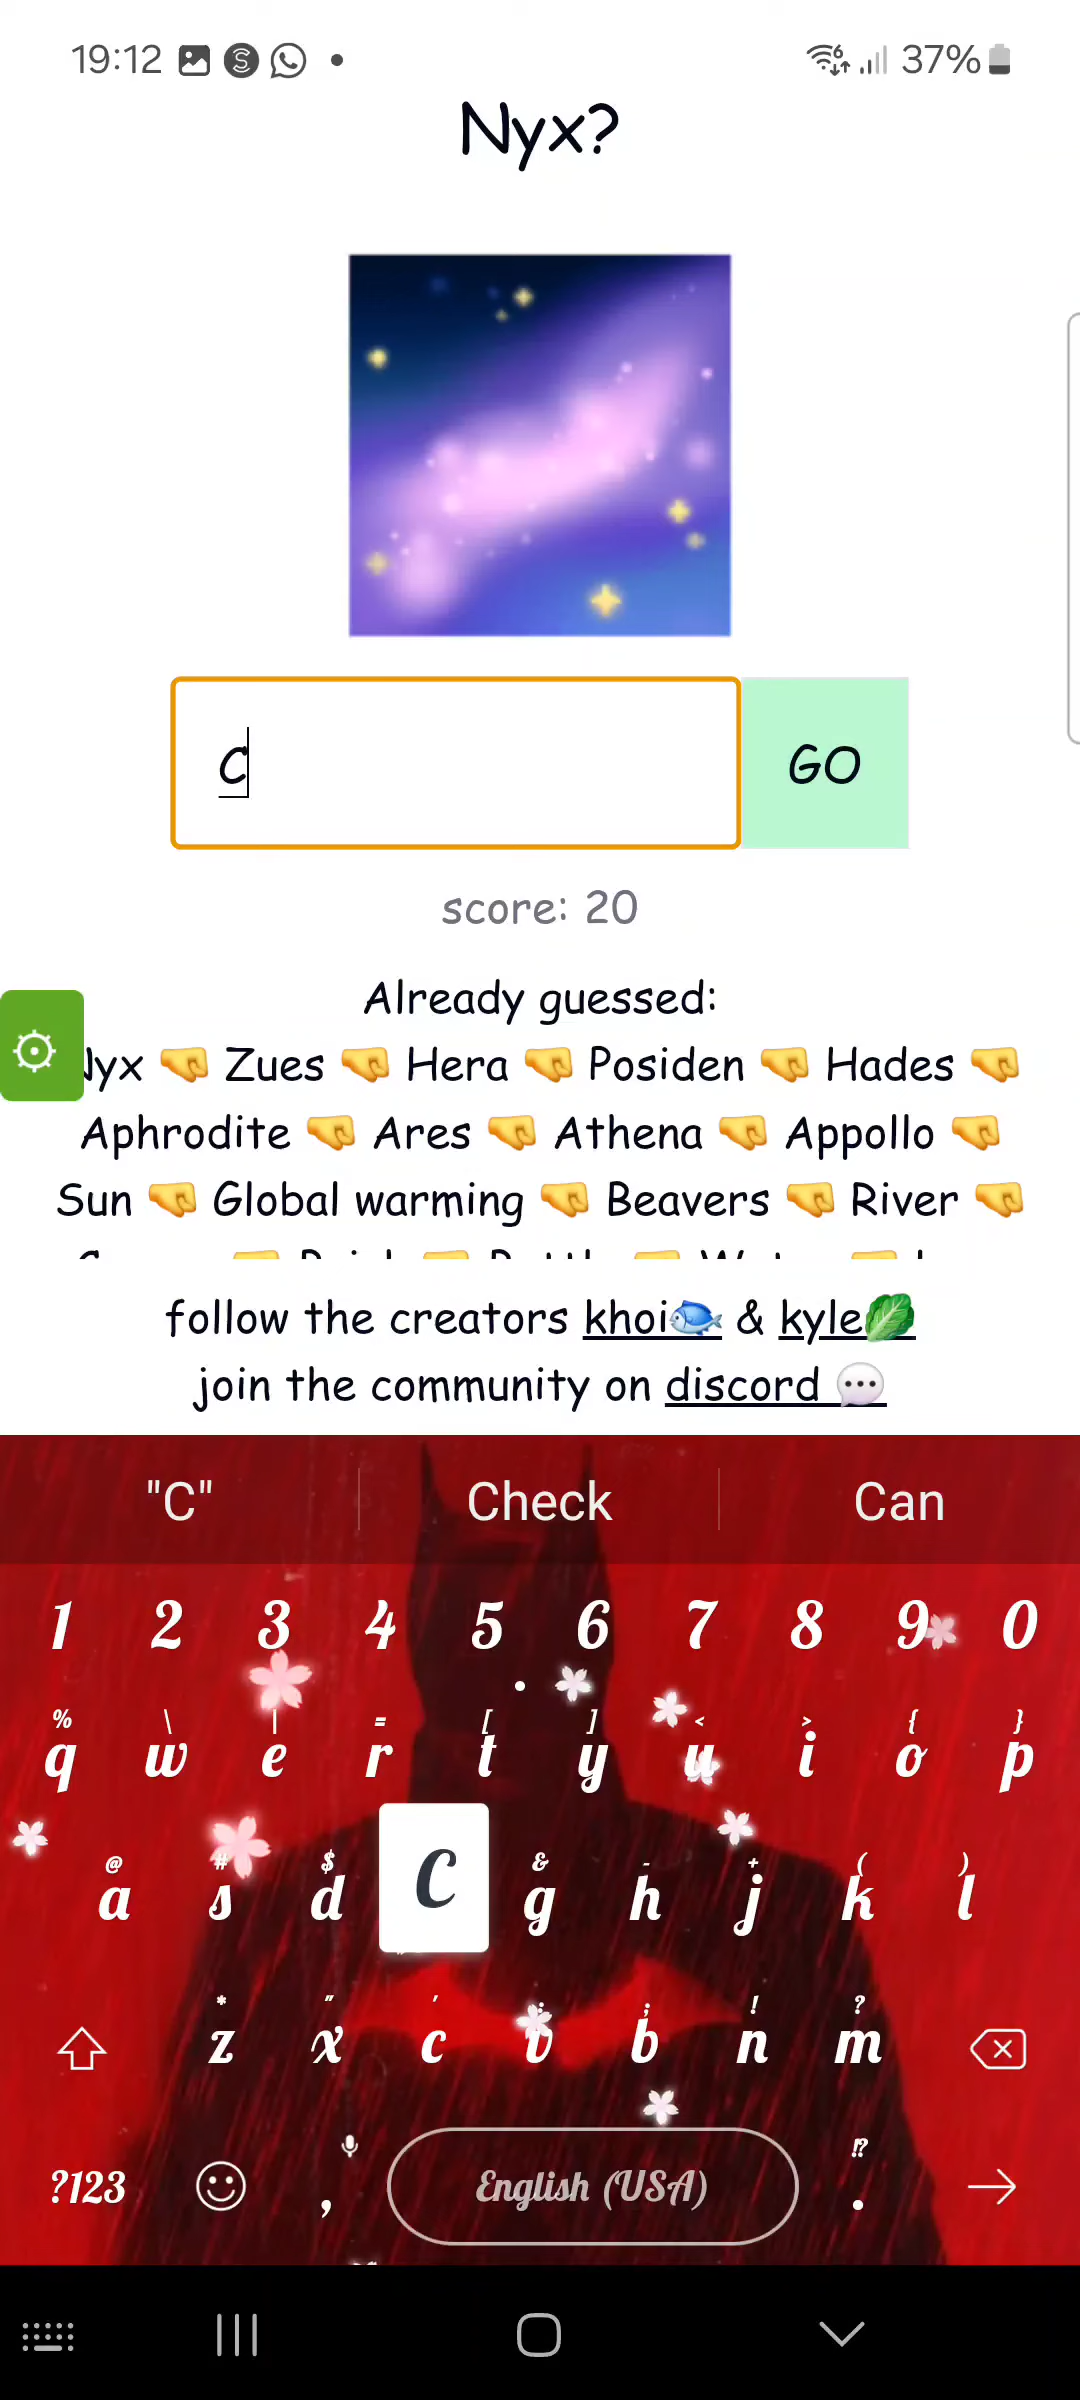 19:12 37%
Nyx?
C
GO
score: 20
Already guessed:
Nyx 🤜 Zues 🤜 Hera 🤜 Posiden 🤜 Hades 🤜
Aphrodite 🤜 Ares 🤜 Athena 🤜 Appollo 🤜
Sun 🤜 Global warming 🤜 Beavers 🤜 River 🤜
follow the creators khoi🐟 & kyle🥬
join the community on discord 💬
"C" Check Can
1 2 3 4 5 6 7 8 9 0
% \ | = [ ] < > { }
q w e r t y u i o p
@ # $ & - + ( )
a s d C g h j k l
* " ' : ; ! ?
z x c v b n m
?123 , English (USA) .